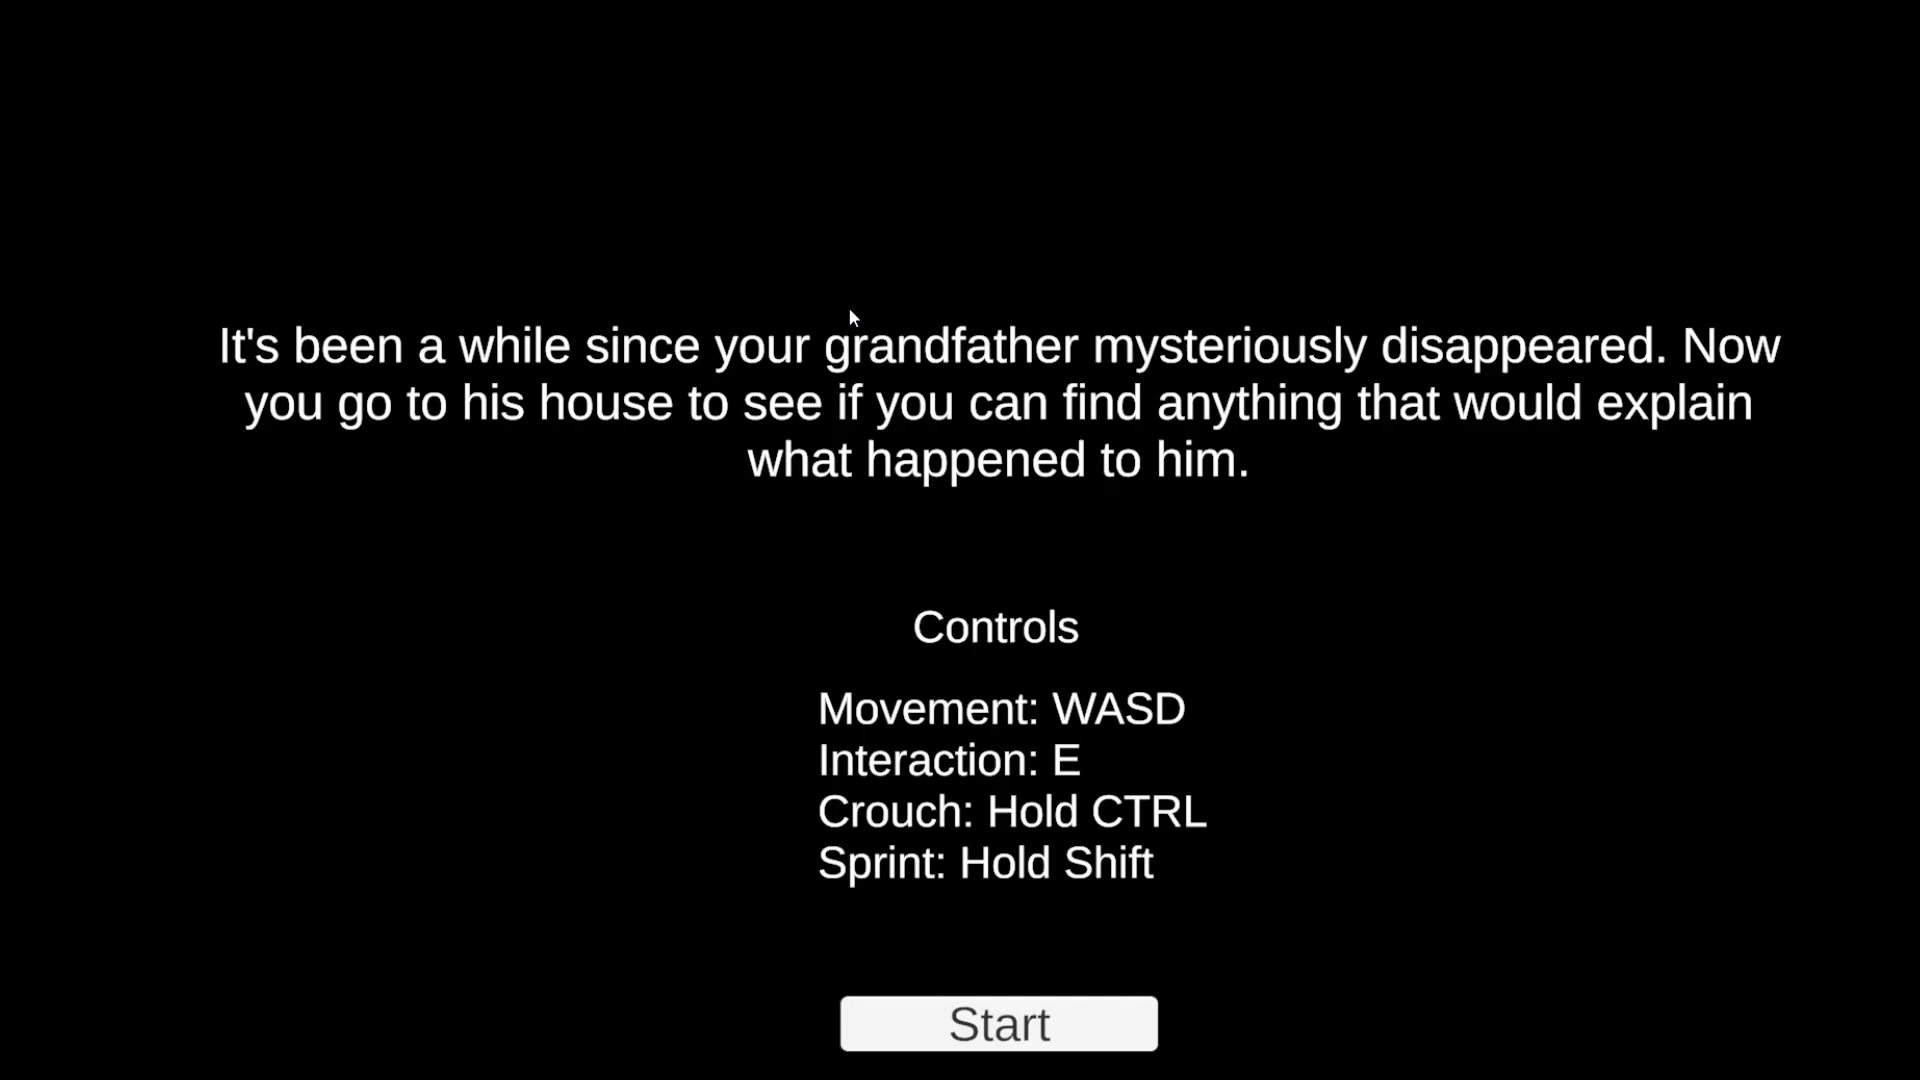 It's been a while since your grandfather mysteriously disappeared. Now
you go to his house to see if you can find anything that would explain
what happened to him.
Controls
Movement: WASD
Interaction: E
Crouch: Hold CTRL
Sprint: Hold Shift
Start